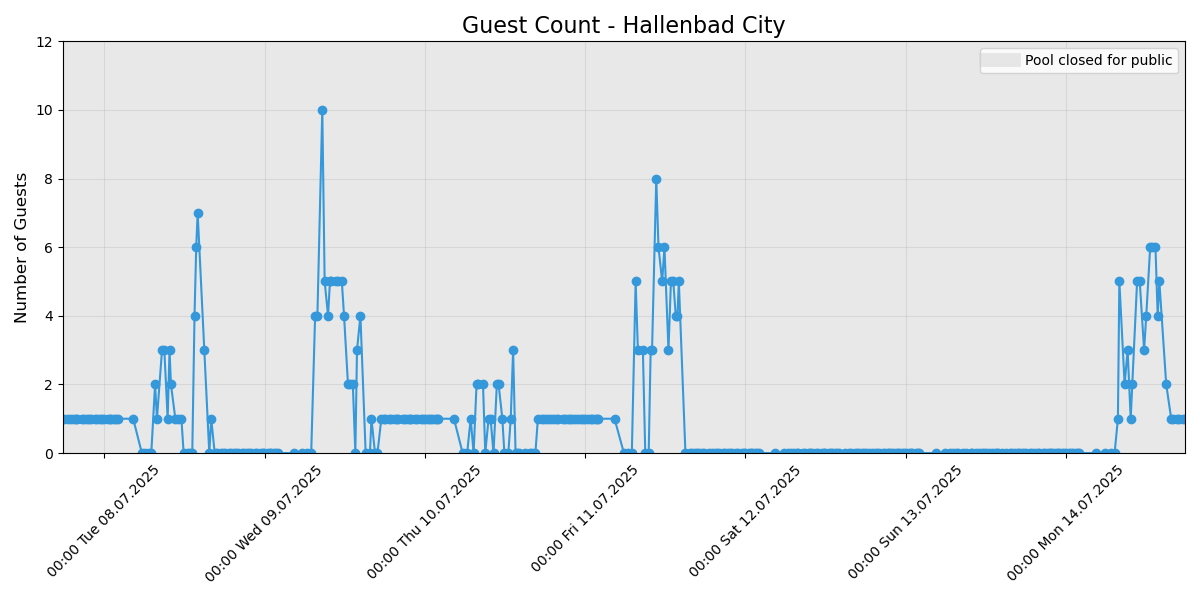 Guest Count - Hallenbad City
Pool closed for public
Number of Guests
12
10
8
6
4
2
0
00:00 Tue 08.07.2025
00:00 Wed 09.07.2025
00:00 Thu 10.07.2025
00:00 Fri 11.07.2025
00:00 Sat 12.07.2025
00:00 Sun 13.07.2025
00:00 Mon 14.07.2025